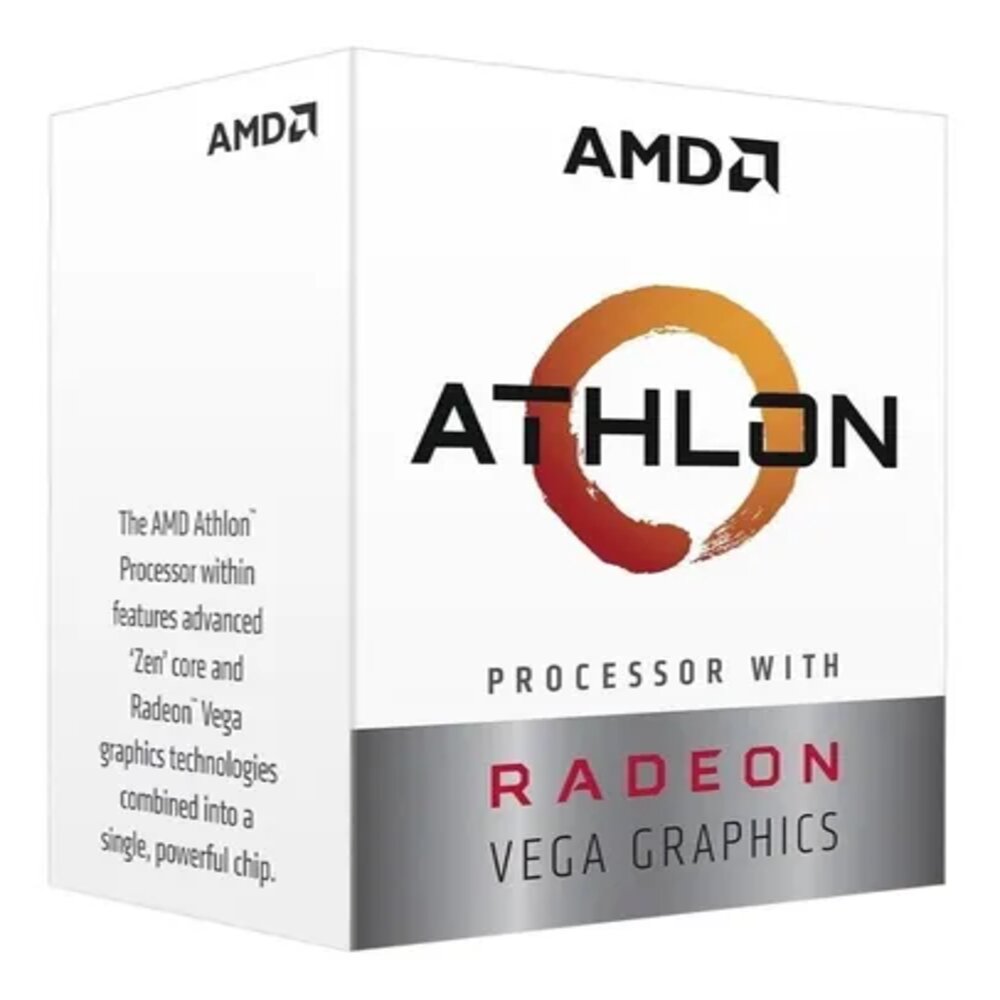 AMD
The AMD Athlon™
Processor within
features advanced
'Zen' core and
Radeon™ Vega
graphics technologies
combined into a
single, powerful chip.
AMD
ATHLON
PROCESSOR WITH
RADEON
VEGA GRAPHICS